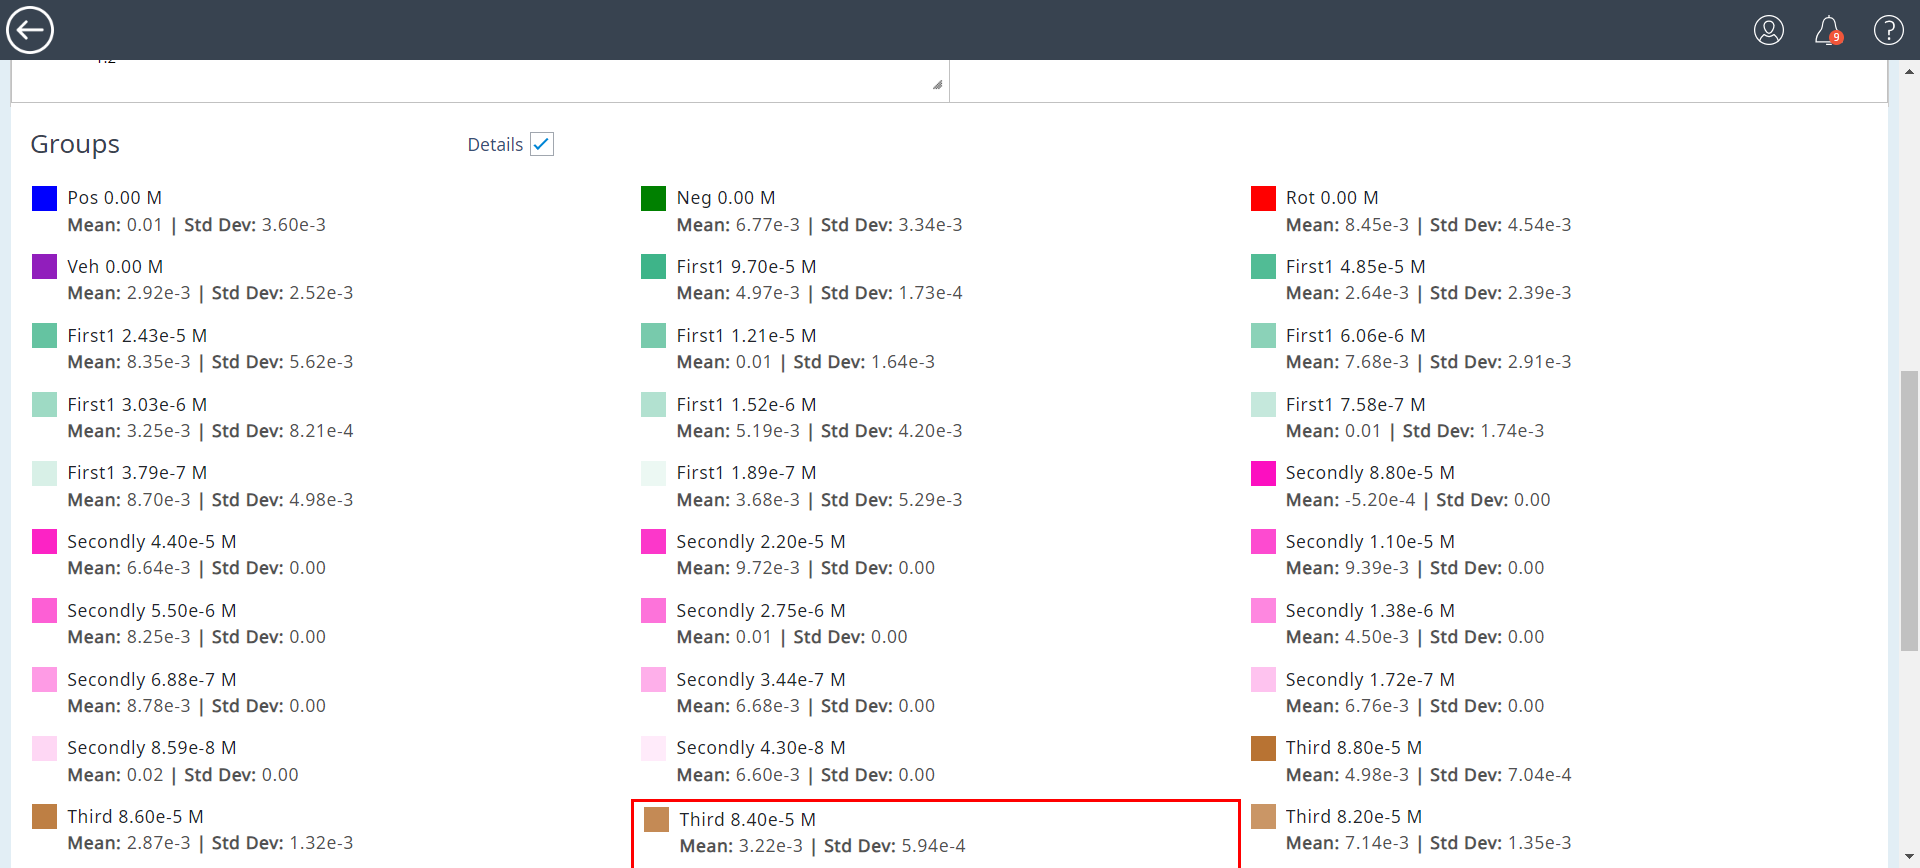 9
?
Groups
Details
Pos 0.00 M
Mean: 0.01 | Std Dev: 3.60e-3
Neg 0.00 M
Mean: 6.77e-3 | Std Dev: 3.34e-3
Rot 0.00 M
Mean: 8.45e-3 | Std Dev: 4.54e-3
Veh 0.00 M
Mean: 2.92e-3 | Std Dev: 2.52e-3
First1 9.70e-5 M
Mean: 4.97e-3 | Std Dev: 1.73e-4
First1 4.85e-5 M
Mean: 2.64e-3 | Std Dev: 2.39e-3
First1 2.43e-5 M
Mean: 8.35e-3 | Std Dev: 5.62e-3
First1 1.21e-5 M
Mean: 0.01 | Std Dev: 1.64e-3
First1 6.06e-6 M
Mean: 7.68e-3 | Std Dev: 2.91e-3
First1 3.03e-6 M
Mean: 3.25e-3 | Std Dev: 8.21e-4
First1 1.52e-6 M
Mean: 5.19e-3 | Std Dev: 4.20e-3
First1 7.58e-7 M
Mean: 0.01 | Std Dev: 1.74e-3
First1 3.79e-7 M
Mean: 8.70e-3 | Std Dev: 4.98e-3
First1 1.89e-7 M
Mean: 3.68e-3 | Std Dev: 5.29e-3
Secondly 8.80e-5 M
Mean: -5.20e-4 | Std Dev: 0.00
Secondly 4.40e-5 M
Mean: 6.64e-3 | Std Dev: 0.00
Secondly 2.20e-5 M
Mean: 9.72e-3 | Std Dev: 0.00
Secondly 1.10e-5 M
Mean: 9.39e-3 | Std Dev: 0.00
Secondly 5.50e-6 M
Mean: 8.25e-3 | Std Dev: 0.00
Secondly 2.75e-6 M
Mean: 0.01 | Std Dev: 0.00
Secondly 1.38e-6 M
Mean: 4.50e-3 | Std Dev: 0.00
Secondly 6.88e-7 M
Mean: 8.78e-3 | Std Dev: 0.00
Secondly 3.44e-7 M
Mean: 6.68e-3 | Std Dev: 0.00
Secondly 1.72e-7 M
Mean: 6.76e-3 | Std Dev: 0.00
Secondly 8.59e-8 M
Mean: 0.02 | Std Dev: 0.00
Secondly 4.30e-8 M
Mean: 6.60e-3 | Std Dev: 0.00
Third 8.80e-5 M
Mean: 4.98e-3 | Std Dev: 7.04e-4
Third 8.60e-5 M
Mean: 2.87e-3 | Std Dev: 1.32e-3
Third 8.40e-5 M
Mean: 3.22e-3 | Std Dev: 5.94e-4
Third 8.20e-5 M
Mean: 7.14e-3 | Std Dev: 1.35e-3